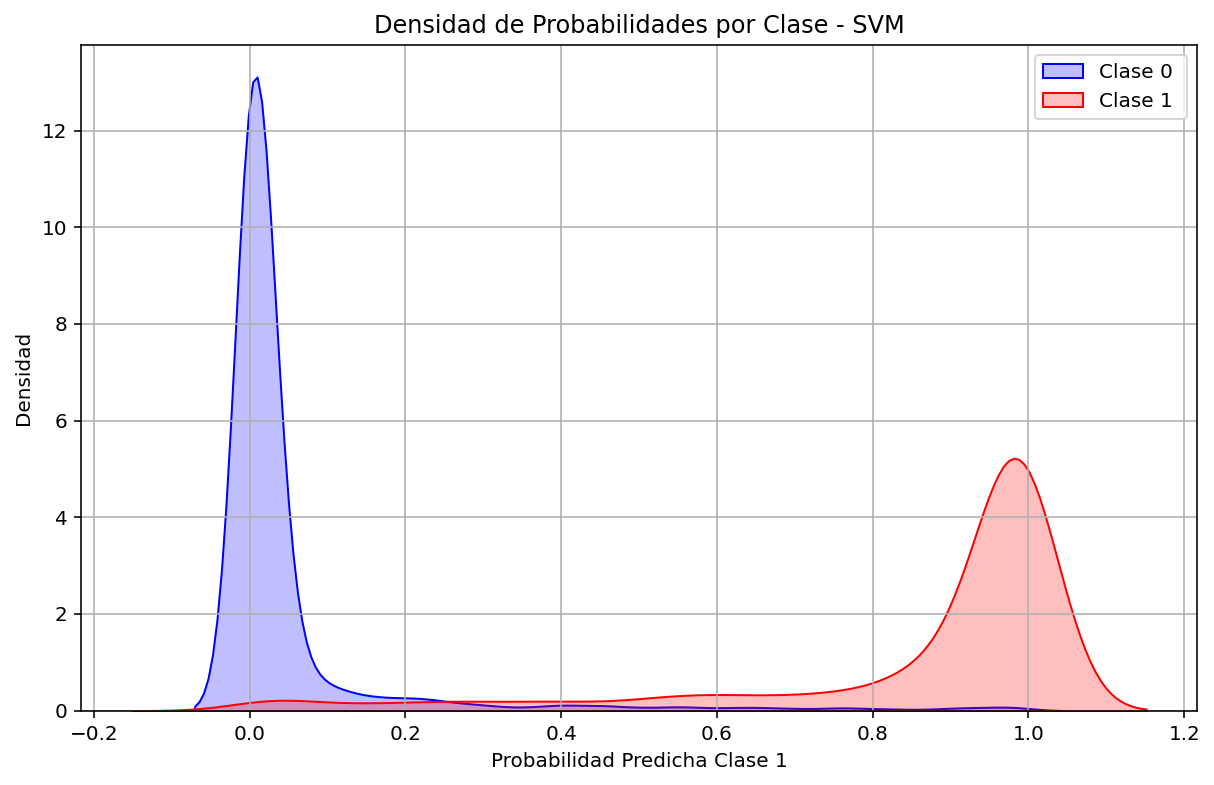 Densidad de Probabilidades por Clase - SVM
Clase 0
Clase 1
Densidad
12
10
8
6
4
2
0
−0.2 0.0 0.2 0.4 0.6 0.8 1.0 1.2
Probabilidad Predicha Clase 1